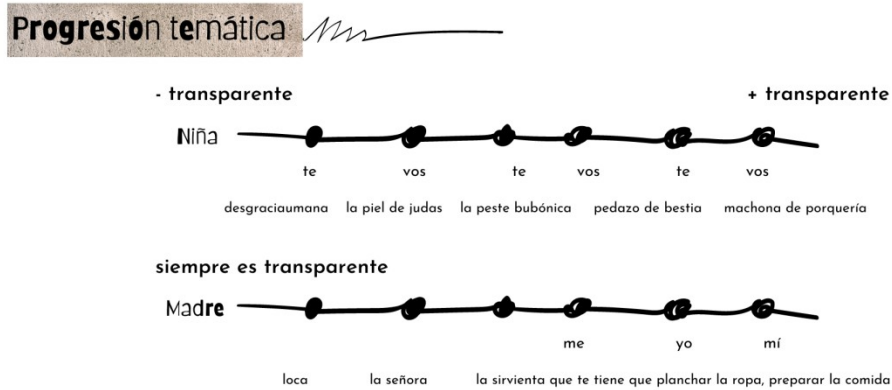 Progresión temática
- transparente + transparente
Niña
te vos te vos te vos
desgraciaumana la piel de judas la peste bubónica pedazo de bestia machona de porquería
siempre es transparente
Madre
me yo mí
loca la señora la sirvienta que te tiene que planchar la ropa, preparar la comida